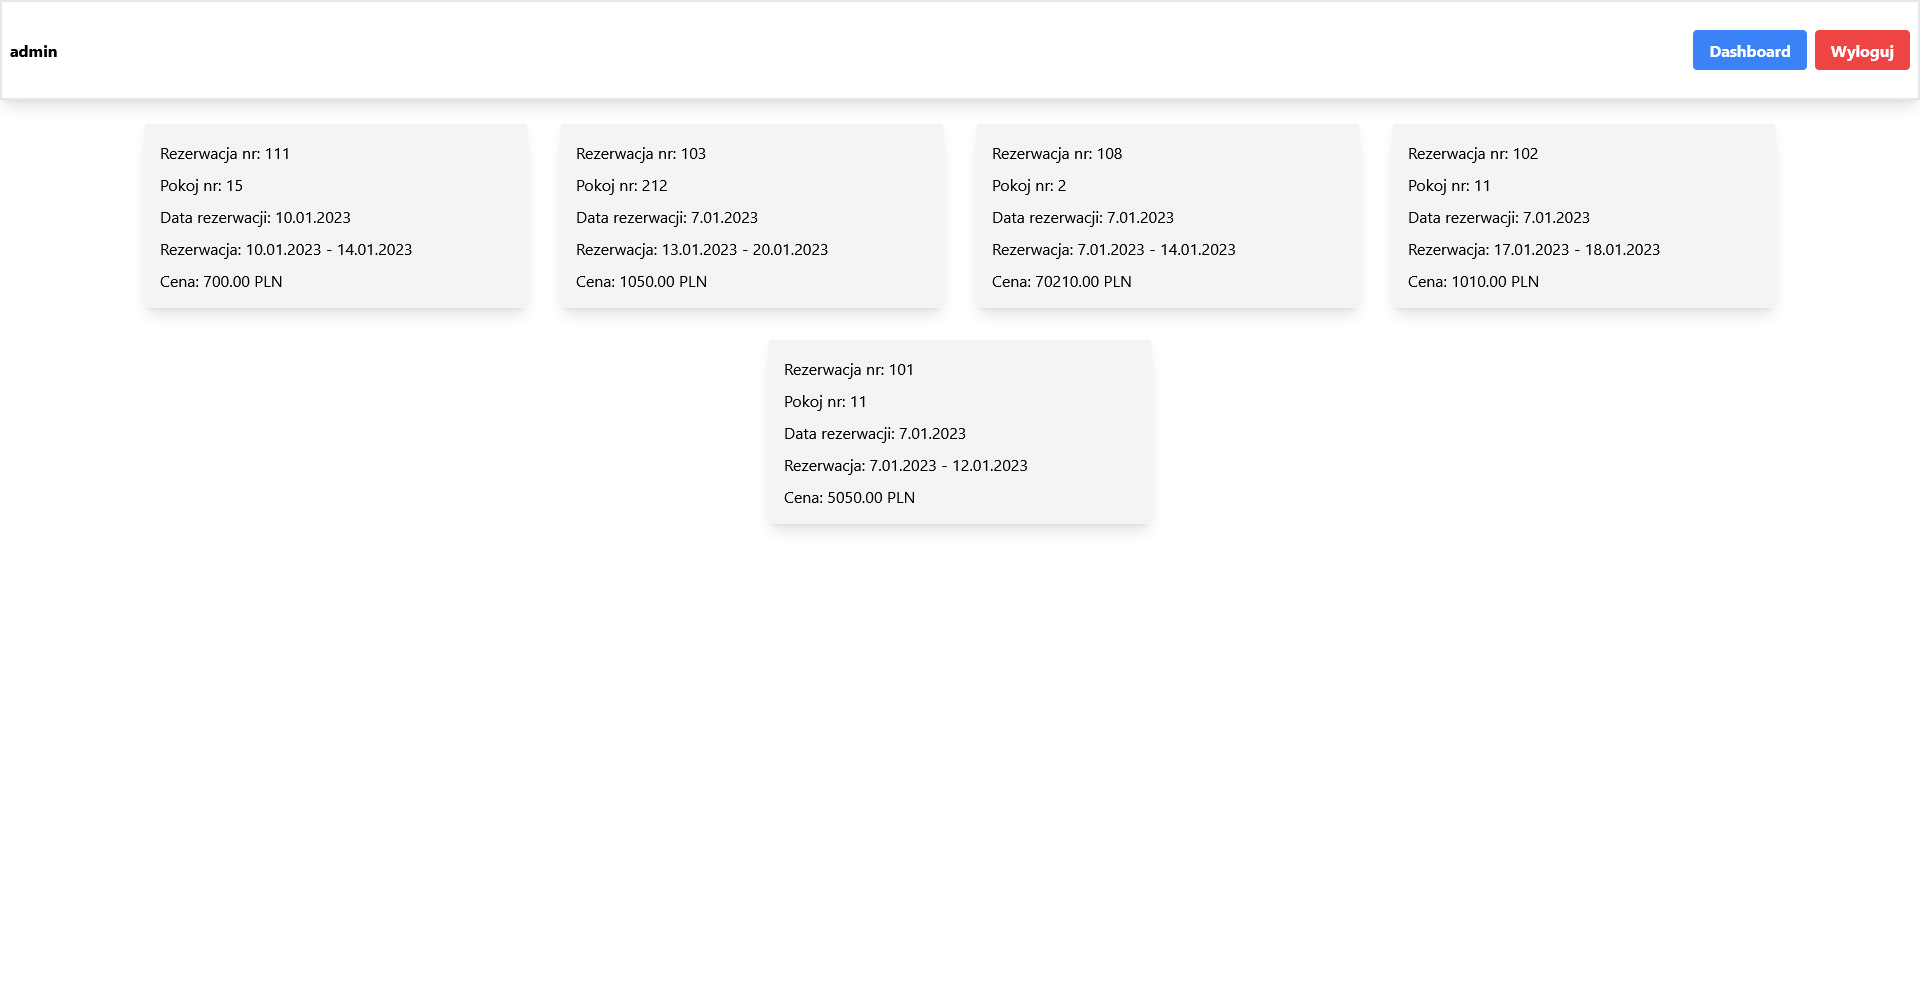 admin
Dashboard
Wyloguj
Rezerwacja nr: 111
Pokoj nr: 15
Data rezerwacji: 10.01.2023
Rezerwacja: 10.01.2023 - 14.01.2023
Cena: 700.00 PLN
Rezerwacja nr: 103
Pokoj nr: 212
Data rezerwacji: 7.01.2023
Rezerwacja: 13.01.2023 - 20.01.2023
Cena: 1050.00 PLN
Rezerwacja nr: 108
Pokoj nr: 2
Data rezerwacji: 7.01.2023
Rezerwacja: 7.01.2023 - 14.01.2023
Cena: 70210.00 PLN
Rezerwacja nr: 102
Pokoj nr: 11
Data rezerwacji: 7.01.2023
Rezerwacja: 17.01.2023 - 18.01.2023
Cena: 1010.00 PLN
Rezerwacja nr: 101
Pokoj nr: 11
Data rezerwacji: 7.01.2023
Rezerwacja: 7.01.2023 - 12.01.2023
Cena: 5050.00 PLN